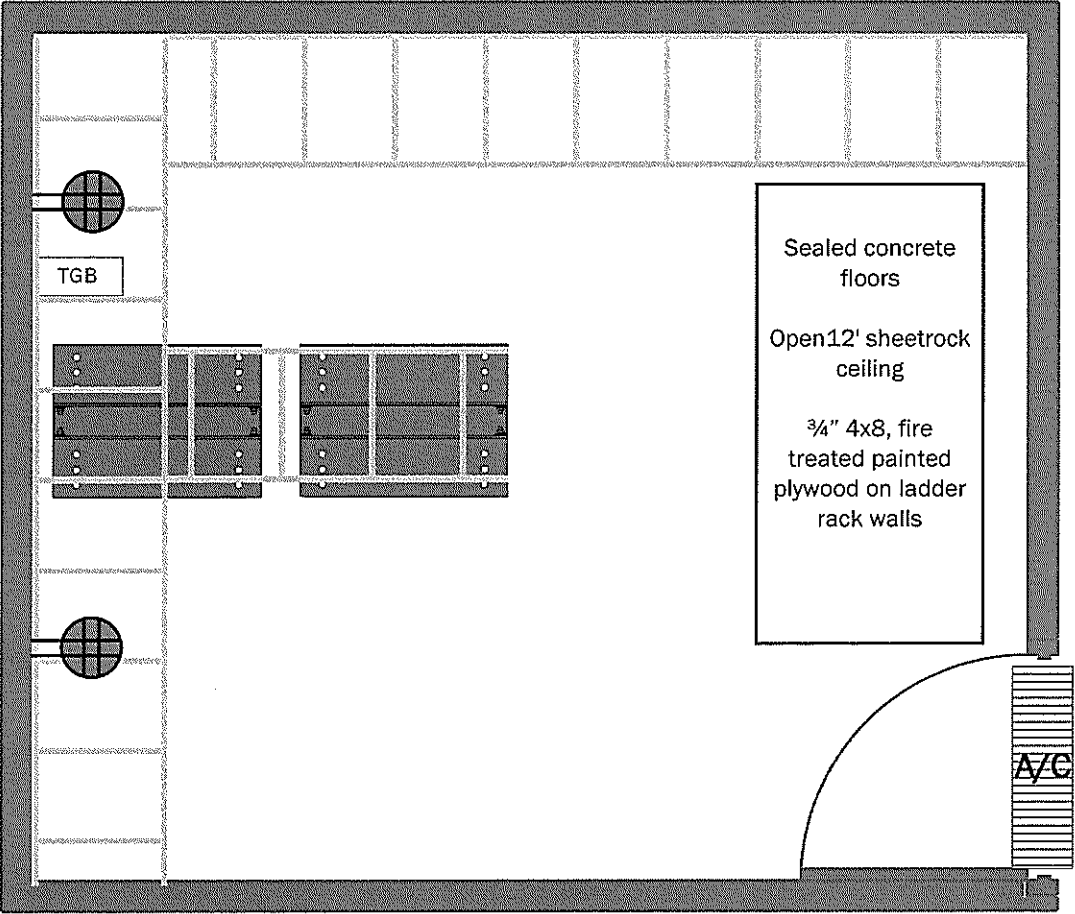 TGB
Sealed concrete
floors
Open12' sheetrock
ceiling
¾" 4x8, fire
treated painted
plywood on ladder
rack walls
A/C